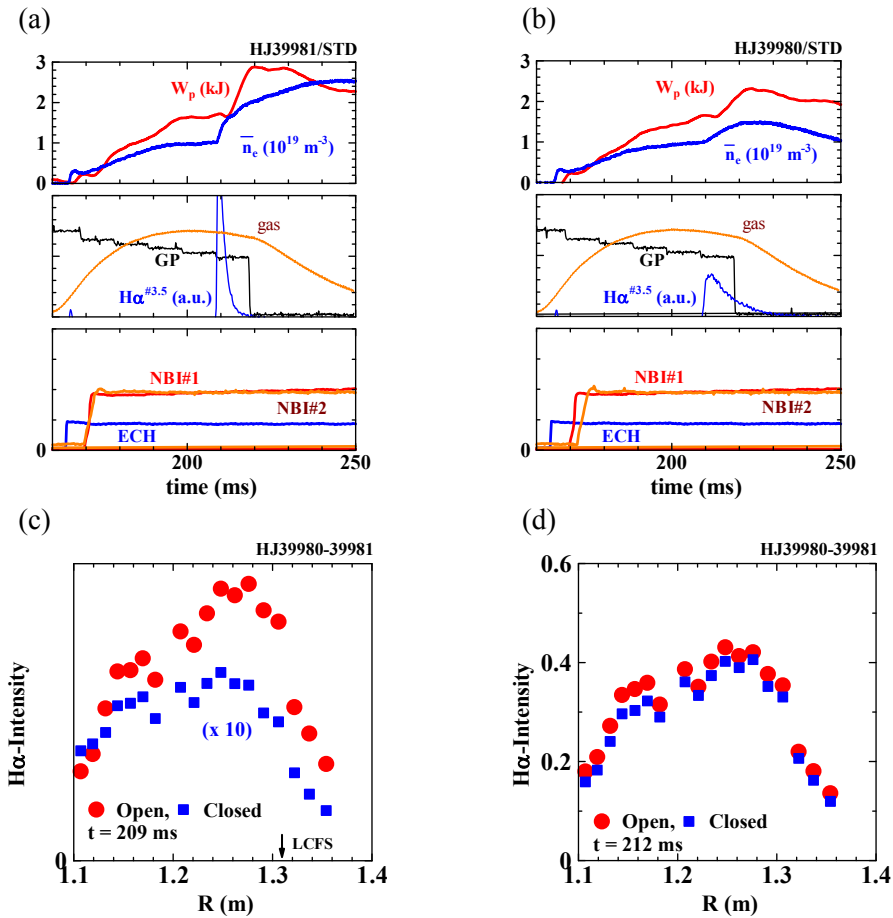 (a)
HJ39981/STD
3
2
1
0
W_p (kJ)
n̅_e (10^19 m^-3)
gas
GP
Hα^#3.5 (a.u.)
NBI#1
NBI#2
ECH
0
200
250
time (ms)
(b)
HJ39980/STD
3
2
1
0
W_p (kJ)
n̅_e (10^19 m^-3)
gas
GP
Hα^#3.5 (a.u.)
NBI#1
NBI#2
ECH
0
200
250
time (ms)
(c)
HJ39980-39981
Hα-Intensity
(x 10)
Open, Closed
t = 209 ms
LCFS
0
1.1 1.2 1.3 1.4
R (m)
(d)
HJ39980-39981
Hα-Intensity
0.6
0.4
0.2
0
Open, Closed
t = 212 ms
1.1 1.2 1.3 1.4
R (m)